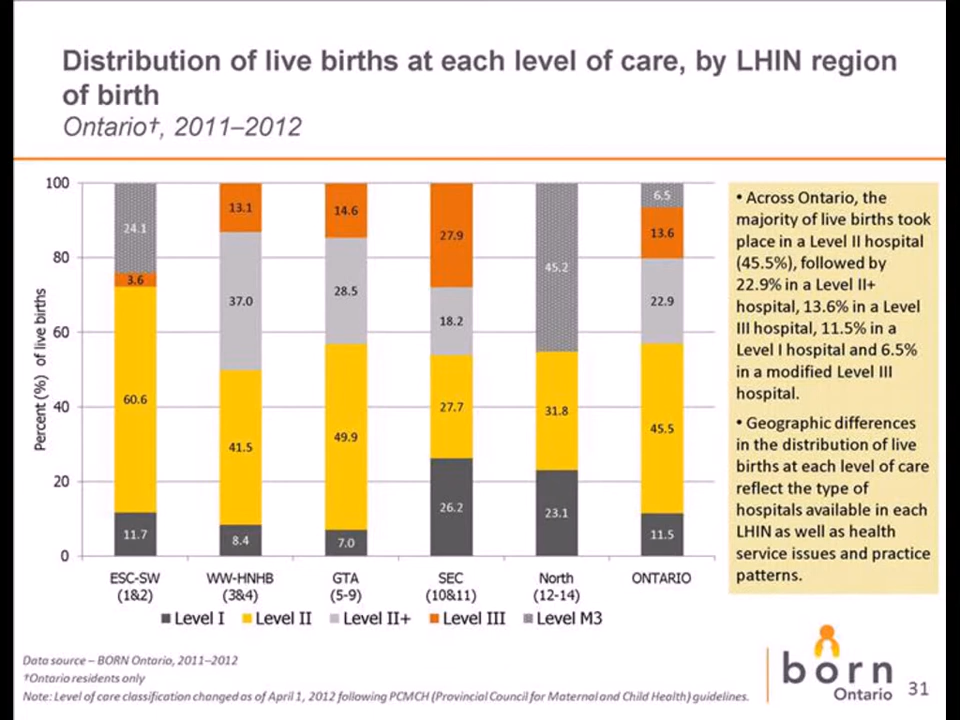 Distribution of live births at each level of care, by LHIN region
of birth
Ontario†, 2011–2012
Percent (%) of live births
100
80
60
40
20
0
24.1
3.6
60.6
11.7
13.1
37.0
41.5
8.4
14.6
28.5
49.9
7.0
27.9
18.2
27.7
26.2
45.2
31.8
23.1
6.5
13.6
22.9
45.5
11.5
ESC-SW WW-HNHB GTA SEC North ONTARIO
(1&2) (3&4) (5-9) (10&11) (12-14)
Level I Level II Level II+ Level III Level M3
• Across Ontario, the
majority of live births took
place in a Level II hospital
(45.5%), followed by
22.9% in a Level II+
hospital, 13.6% in a Level
III hospital, 11.5% in a
Level I hospital and 6.5%
in a modified Level III
hospital.
• Geographic differences
in the distribution of live
births at each level of care
reflect the type of
hospitals available in each
LHIN as well as health
service issues and practice
patterns.
Data source – BORN Ontario, 2011–2012
†Ontario residents only
Note: Level of care classification changed as of April 1, 2012 following PCMCH (Provincial Council for Maternal and Child Health) guidelines.
born
Ontario
31